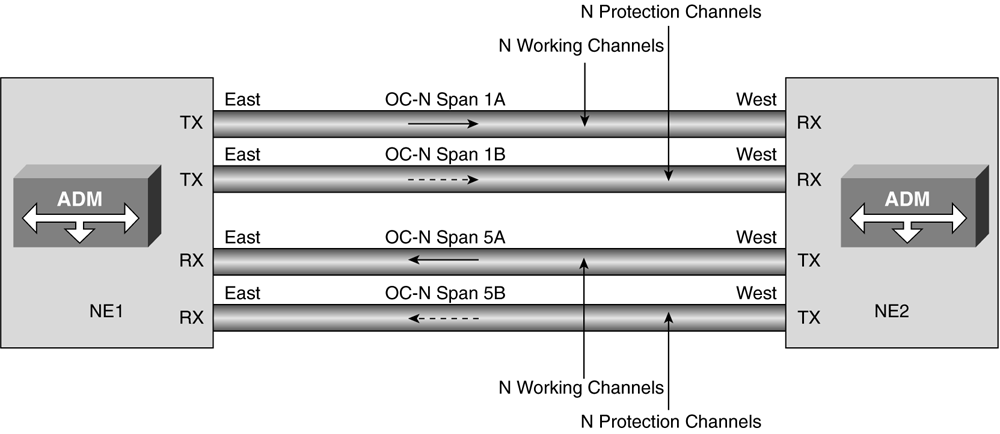 N Protection Channels
N Working Channels
East OC-N Span 1A West
TX RX
East OC-N Span 1B West
TX RX
ADM ADM
East OC-N Span 5A West
RX TX
East OC-N Span 5B West
NE1 NE2
RX TX
N Working Channels
N Protection Channels